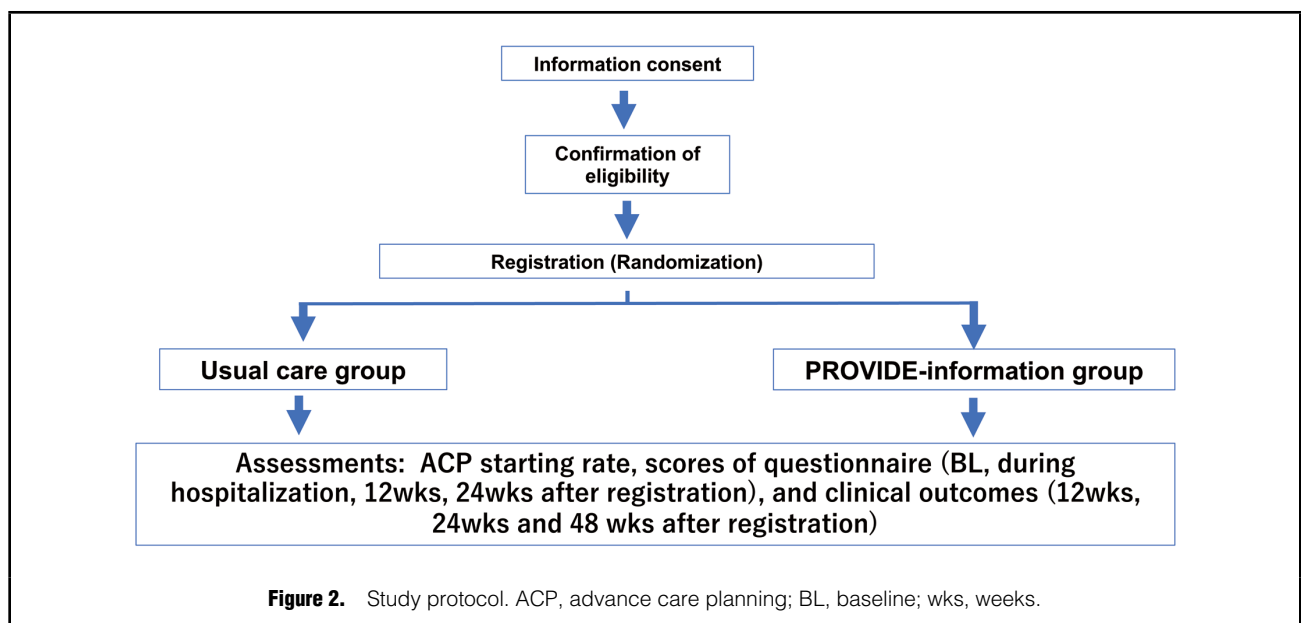 Information consent
Confirmation of
eligibility
Registration (Randomization)
Usual care group
PROVIDE-information group
Assessments: ACP starting rate, scores of questionnaire (BL, during
hospitalization, 12wks, 24wks after registration), and clinical outcomes (12wks,
24wks and 48 wks after registration)
Figure 2. Study protocol. ACP, advance care planning; BL, baseline; wks, weeks.